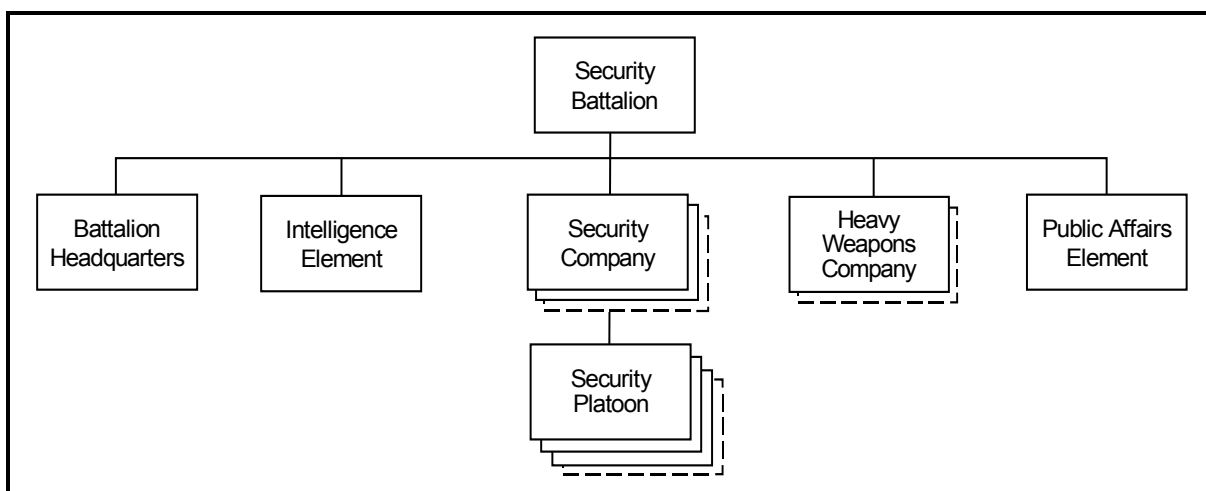 Security
Battalion
Battalion
Headquarters
Intelligence
Element
Security
Company
Heavy
Weapons
Company
Public Affairs
Element
Security
Platoon